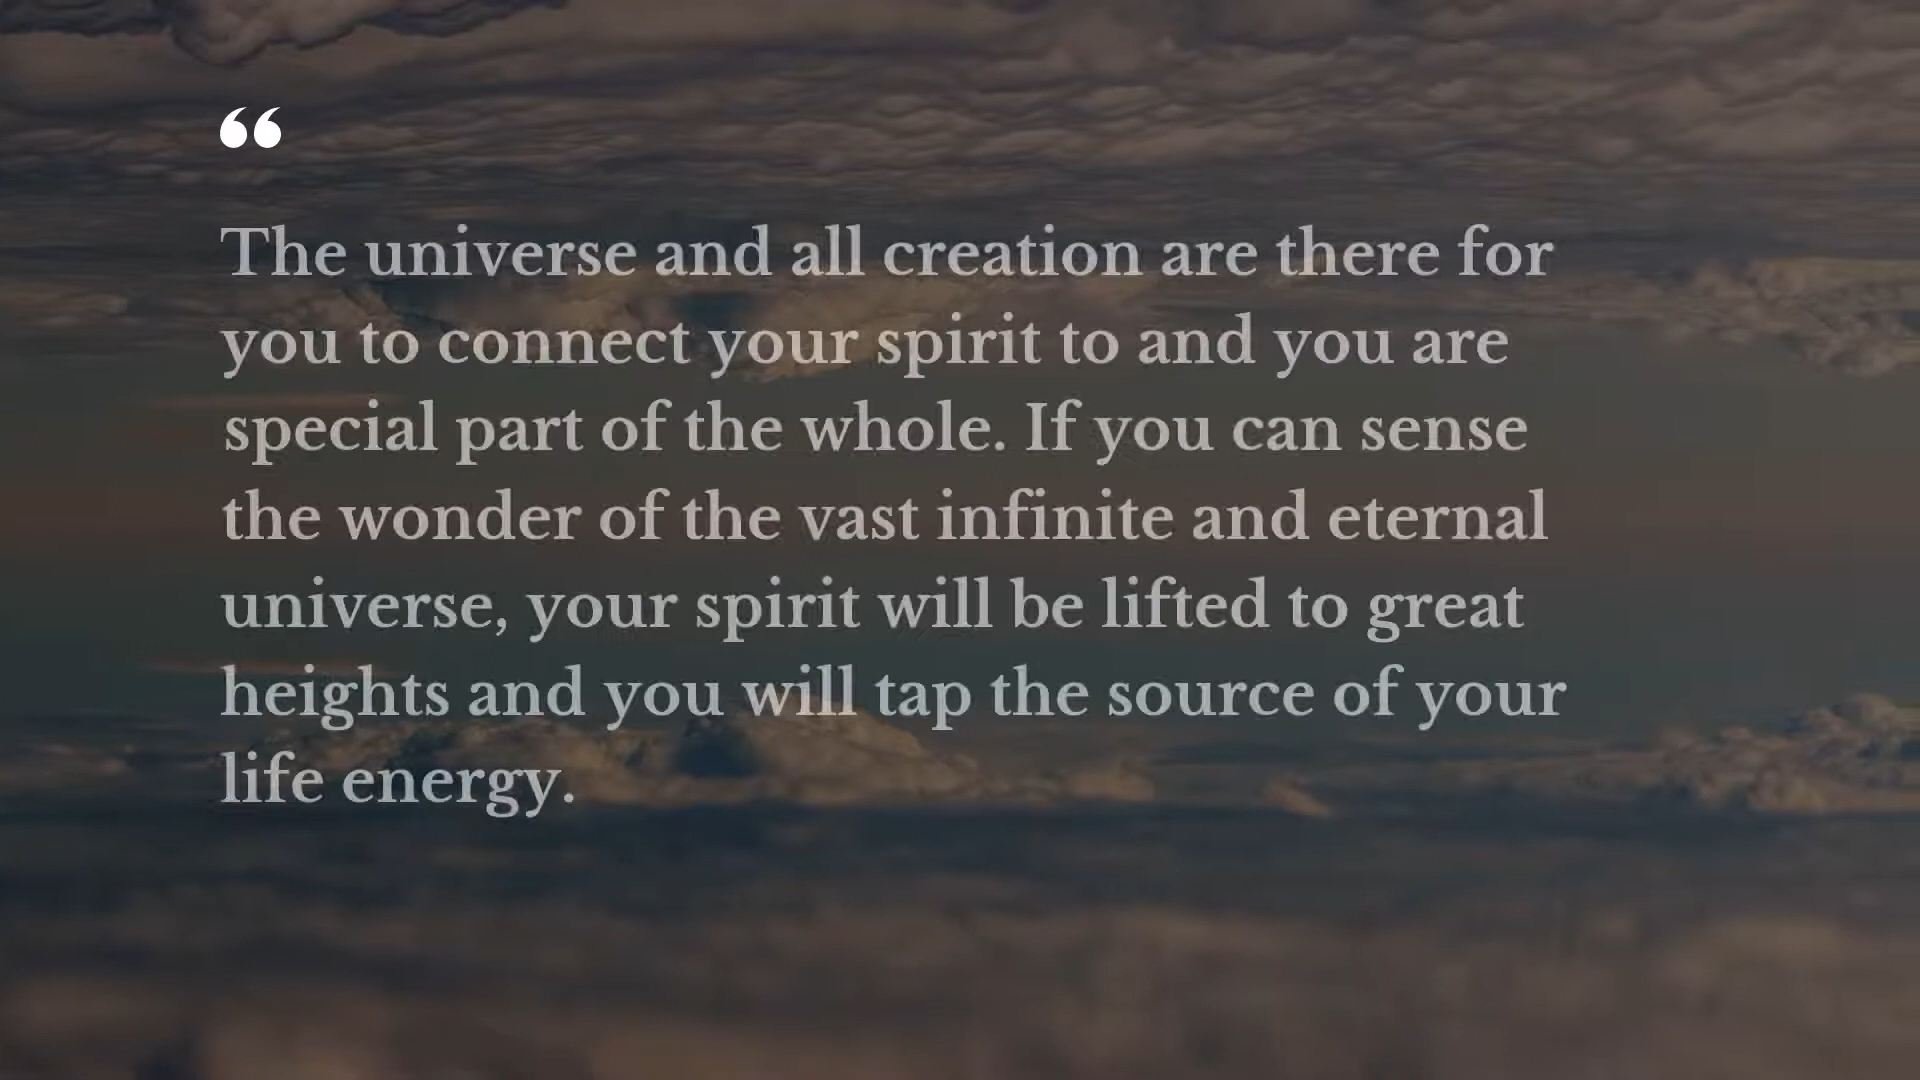 “
The universe and all creation are there for
you to connect your spirit to and you are
special part of the whole. If you can sense
the wonder of the vast infinite and eternal
universe, your spirit will be lifted to great
heights and you will tap the source of your
life energy.